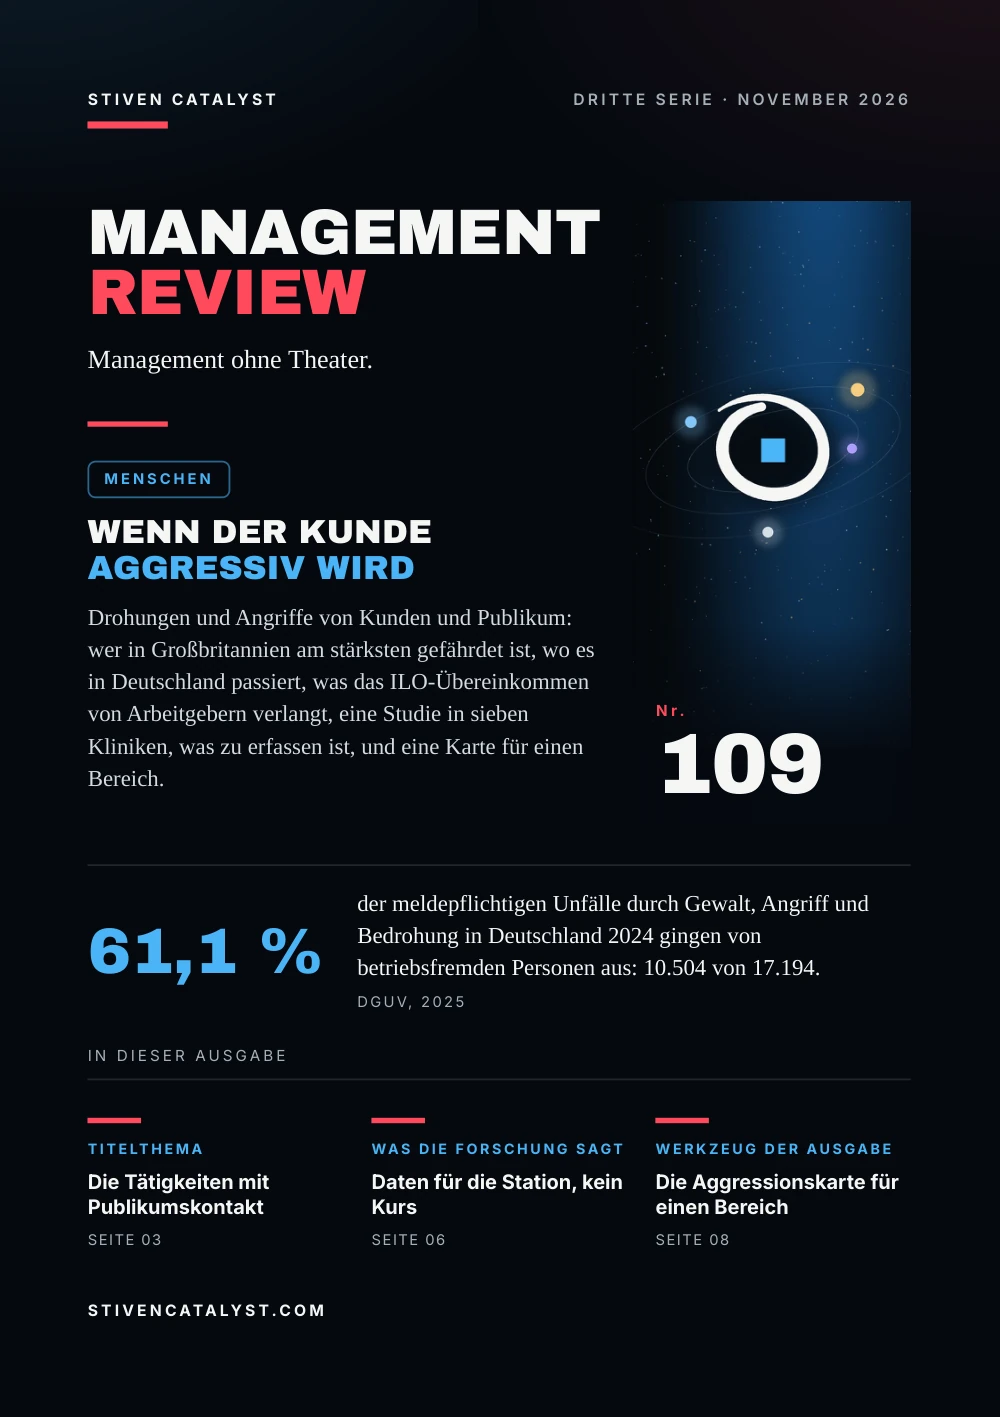 STIVEN CATALYST
DRITTE SERIE · NOVEMBER 2026
MANAGEMENT
REVIEW
Management ohne Theater.
MENSCHEN
WENN DER KUNDE
AGGRESSIV WIRD
Drohungen und Angriffe von Kunden und Publikum:
wer in Großbritannien am stärksten gefährdet ist, wo es
in Deutschland passiert, was das ILO-Übereinkommen
von Arbeitgebern verlangt, eine Studie in sieben
Kliniken, was zu erfassen ist, und eine Karte für einen
Bereich.
Nr.
109
61,1 %
der meldepflichtigen Unfälle durch Gewalt, Angriff und
Bedrohung in Deutschland 2024 gingen von
betriebsfremden Personen aus: 10.504 von 17.194.
DGUV, 2025
IN DIESER AUSGABE
TITELTHEMA
Die Tätigkeiten mit
Publikumskontakt
SEITE 03
WAS DIE FORSCHUNG SAGT
Daten für die Station, kein
Kurs
SEITE 06
WERKZEUG DER AUSGABE
Die Aggressionskarte für
einen Bereich
SEITE 08
STIVENCATALYST.COM